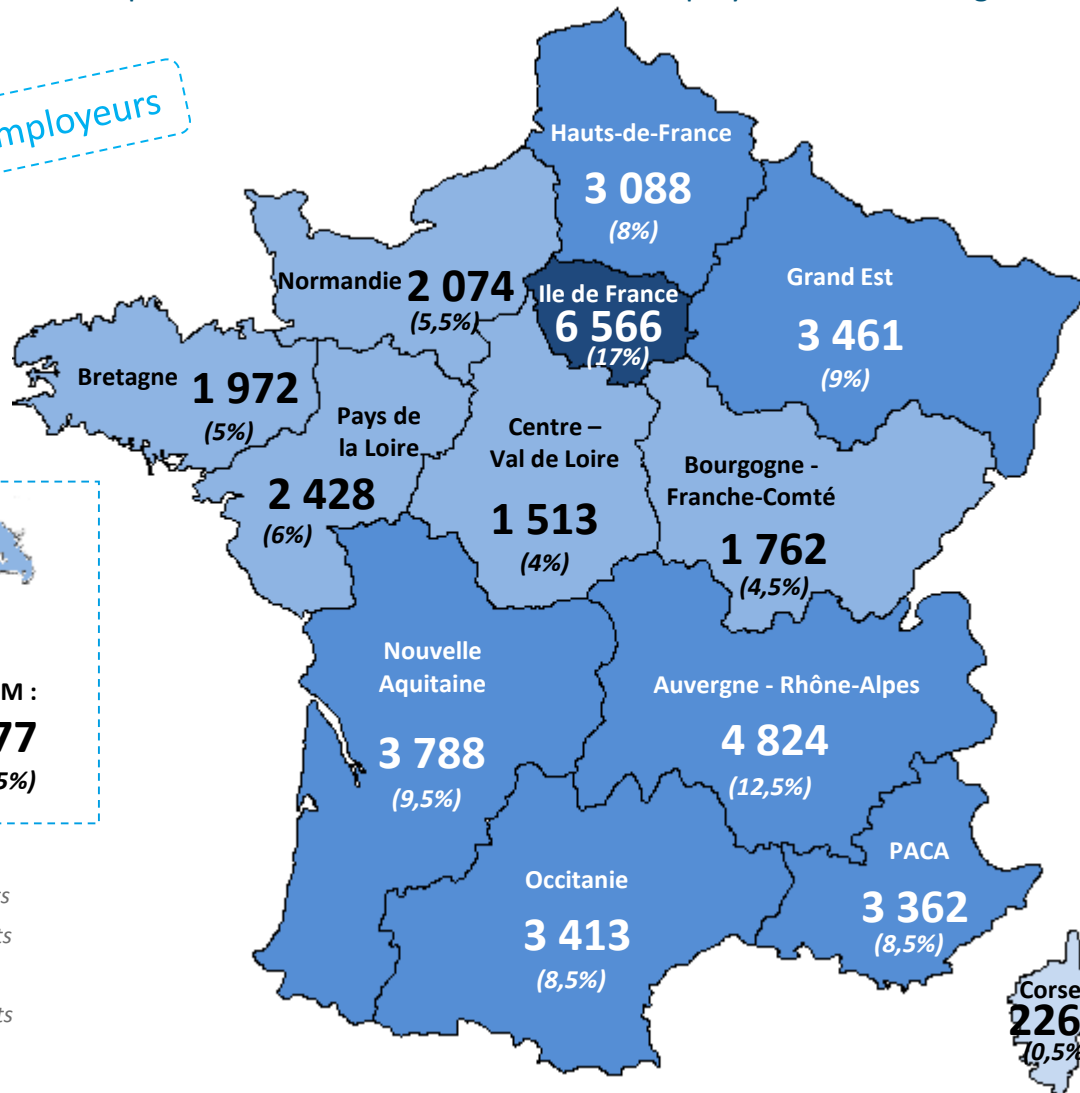 Hauts-de-France
3 088
(8%)
Normandie 2 074
(5,5%)
Ile de France
6 566
(17%)
Grand Est
3 461
(9%)
Bretagne 1 972
(5%)
Pays de
la Loire
2 428
(6%)
Centre –
Val de Loire
1 513
(4%)
Bourgogne -
Franche-Comté
1 762
(4,5%)
Nouvelle
Aquitaine
3 788
(9,5%)
Auvergne - Rhône-Alpes
4 824
(12,5%)
Occitanie
3 413
(8,5%)
PACA
3 362
(8,5%)
Corse
226
(0,5%